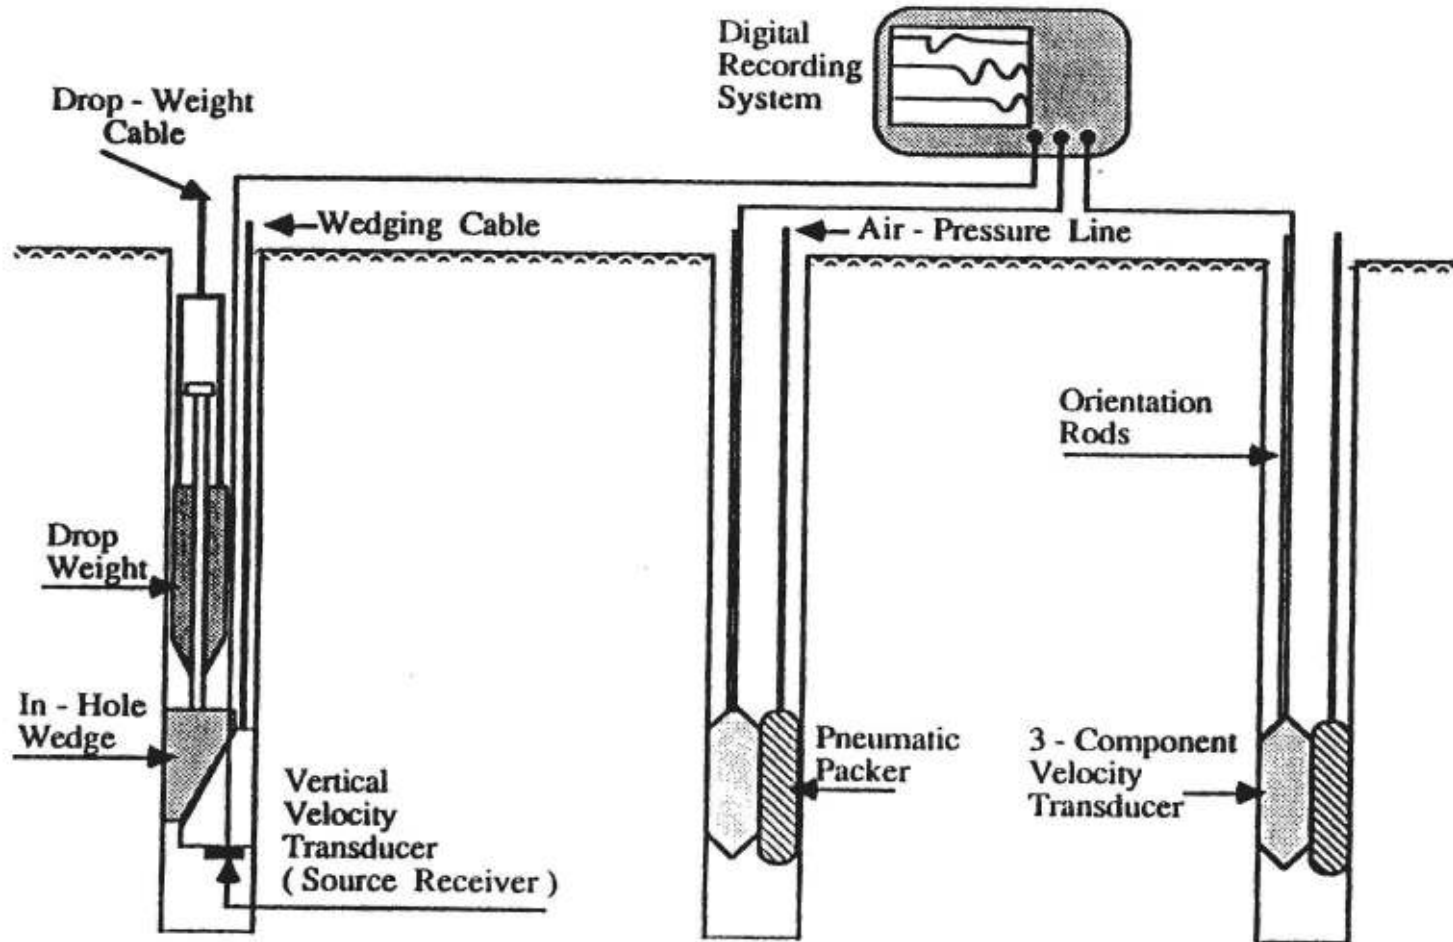 Digital
Recording
System
Drop - Weight
Cable
Wedging Cable
Air - Pressure Line
Orientation
Rods
Drop
Weight
In - Hole
Wedge
Vertical
Velocity
Transducer
( Source Receiver )
Pneumatic
Packer
3 - Component
Velocity
Transducer